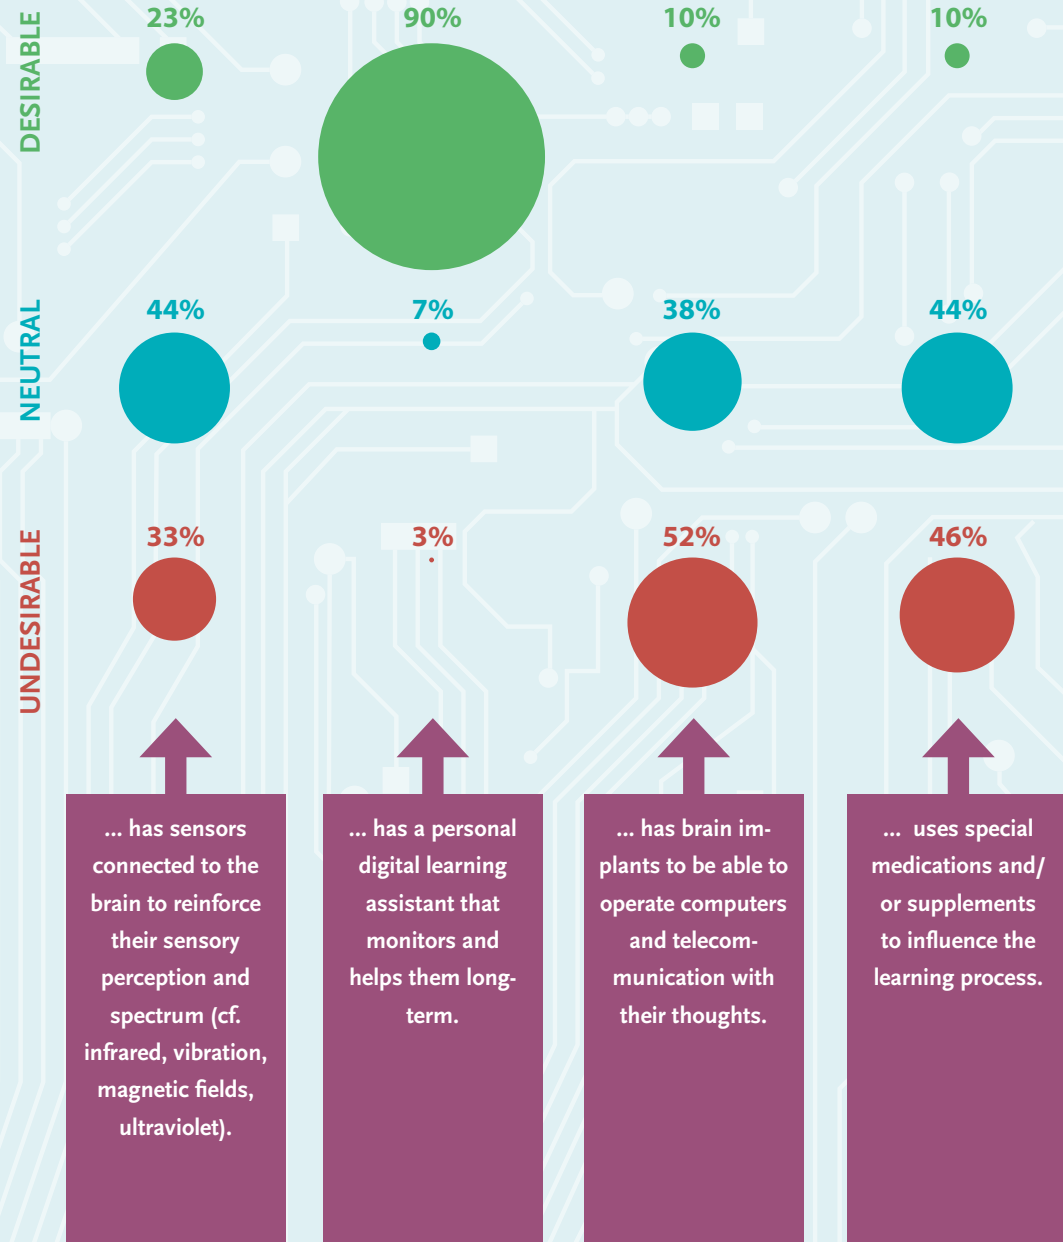 DESIRABLE
23%
90%
10%
10%
NEUTRAL
44%
7%
38%
44%
UNDESIRABLE
33%
3%
52%
46%
... has sensors
connected to the
brain to reinforce
their sensory
perception and
spectrum (cf.
infrared, vibration,
magnetic fields,
ultraviolet).
... has a personal
digital learning
assistant that
monitors and
helps them long-
term.
... has brain im-
plants to be able to
operate computers
and telecom-
munication with
their thoughts.
... uses special
medications and/
or supplements
to influence the
learning process.